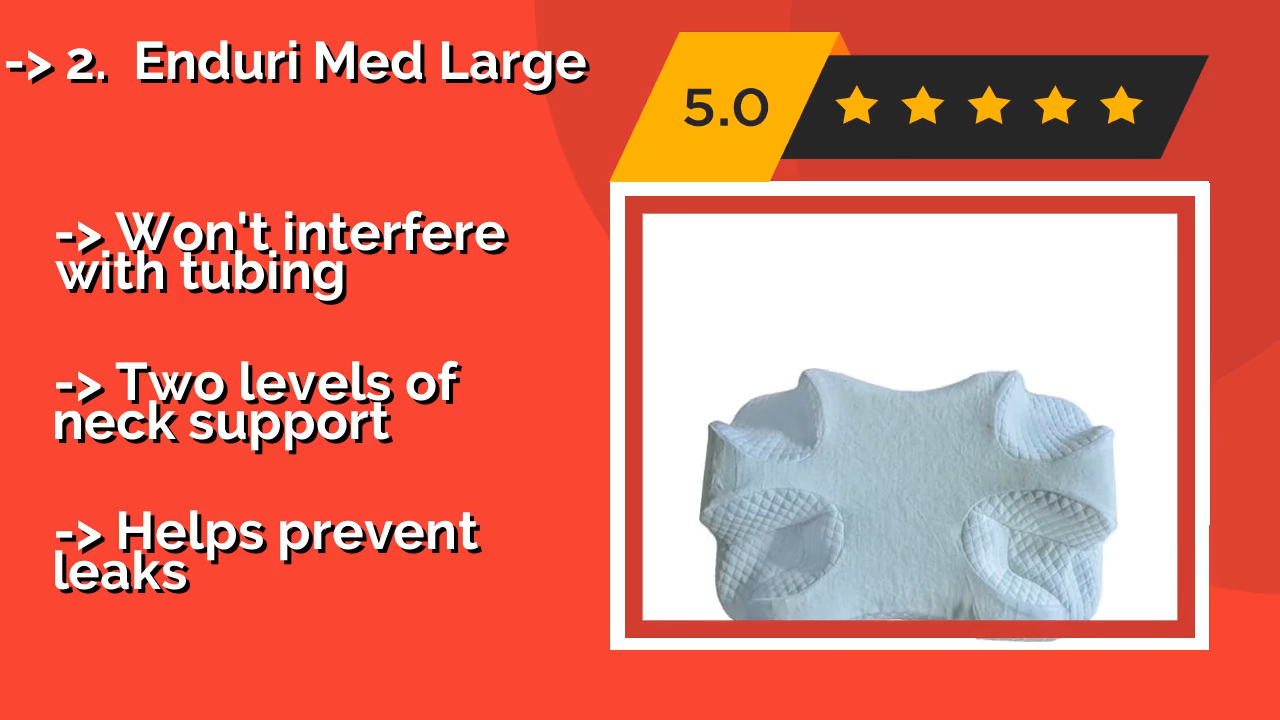 -> 2.  Enduri Med Large
5.0
-> Won't interfere
with tubing
-> Two levels of
neck support
-> Helps prevent
leaks